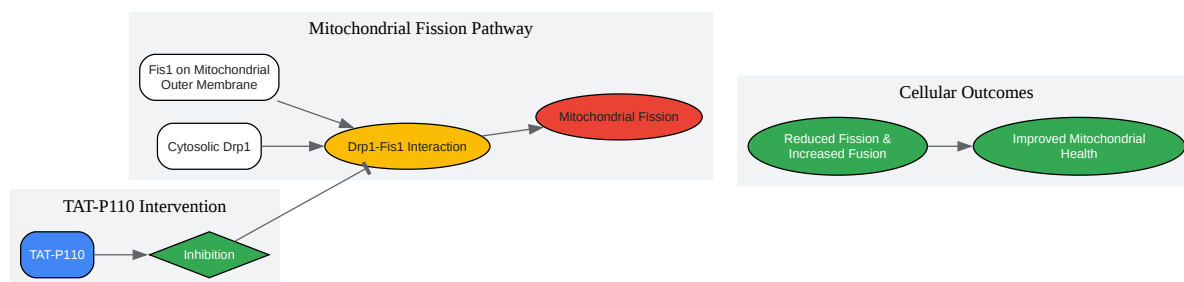 Mitochondrial Fission Pathway
Fis1 on Mitochondrial
Outer Membrane
Cytosolic Drp1
Drp1-Fis1 Interaction
Mitochondrial Fission
TAT-P110 Intervention
TAT-P110
Inhibition
Cellular Outcomes
Reduced Fission &
Increased Fusion
Improved Mitochondrial
Health